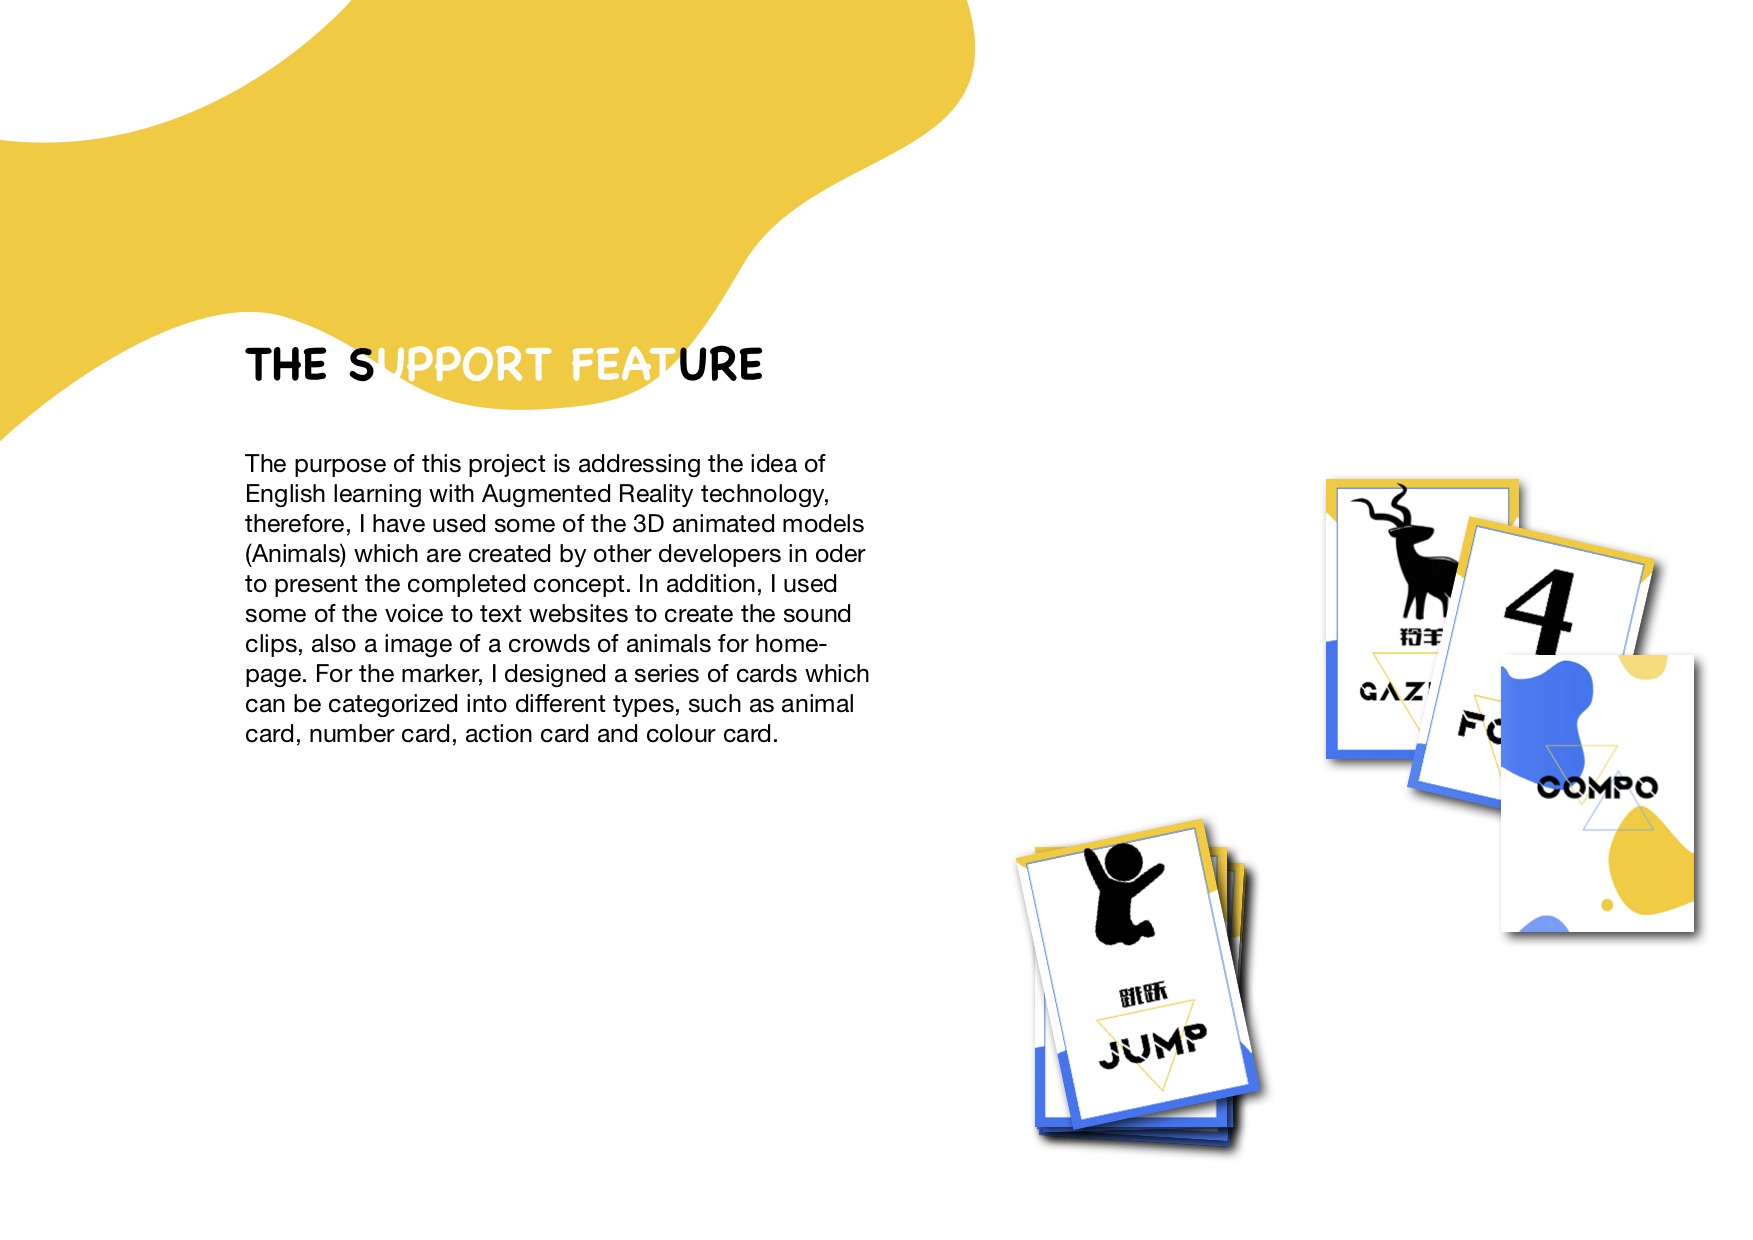 THE SUPPORT FEATURE
The purpose of this project is addressing the idea of
English learning with Augmented Reality technology,
therefore, I have used some of the 3D animated models
(Animals) which are created by other developers in oder
to present the completed concept. In addition, I used
some of the voice to text websites to create the sound
clips, also a image of a crowds of animals for home-
page. For the marker, I designed a series of cards which
can be categorized into different types, such as animal
card, number card, action card and colour card.
羚羊
GAZ
4
FO
COMPO
跳跃
JUMP